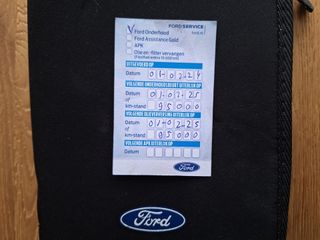 FORD SERVICE
Ford Onderhoud
Ford Assistance Gold
APK
Olie-en -filter vervangen
UITGEVOERD OP
Datum 01-02-24
VOLGENDE ONDERHOUDSBEURT UITERLIJK OP
Datum 01-02-25
of
km-stand 95000
VOLGENDE OLIEVERVERSING UITERLIJK OP
Datum 01-02-25
of
km-stand 95000
VOLGENDE APK UITERLIJK OP
Datum
Ford
Ford